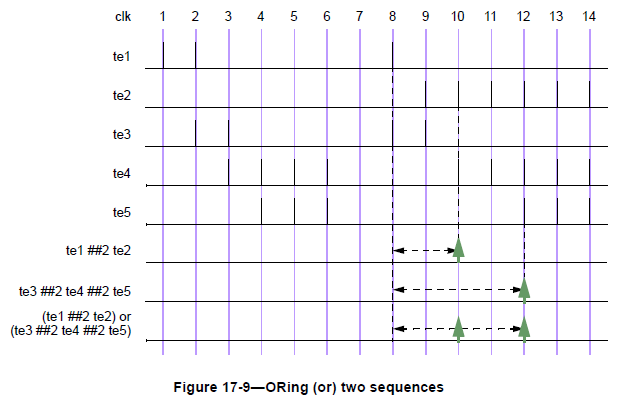 clk 1 2 3 4 5 6 7 8 9 10 11 12 13 14
te1
te2
te3
te4
te5
te1 ##2 te2
te3 ##2 te4 ##2 te5
(te1 ##2 te2) or
(te3 ##2 te4 ##2 te5)
Figure 17-9—ORing (or) two sequences